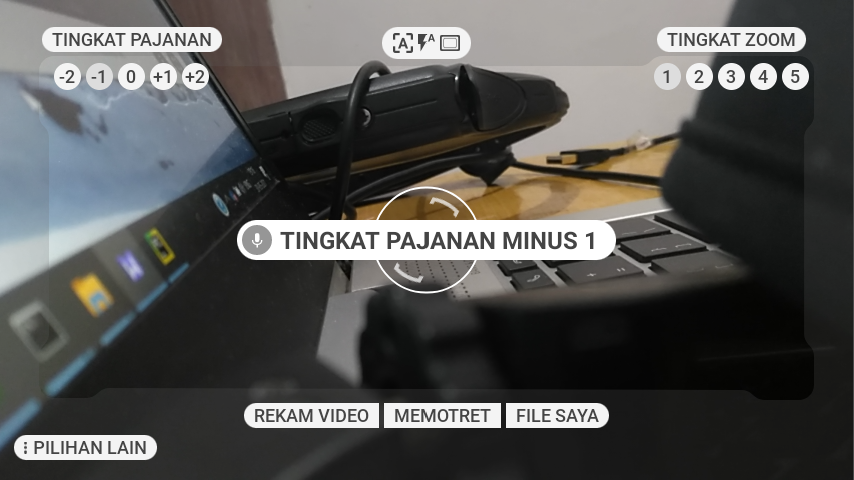 TINGKAT PAJANAN
-2 -1 0 +1 +2
A
A
TINGKAT ZOOM
1 2 3 4 5
TINGKAT PAJANAN MINUS 1
REKAM VIDEO
MEMOTRET
FILE SAYA
PILIHAN LAIN